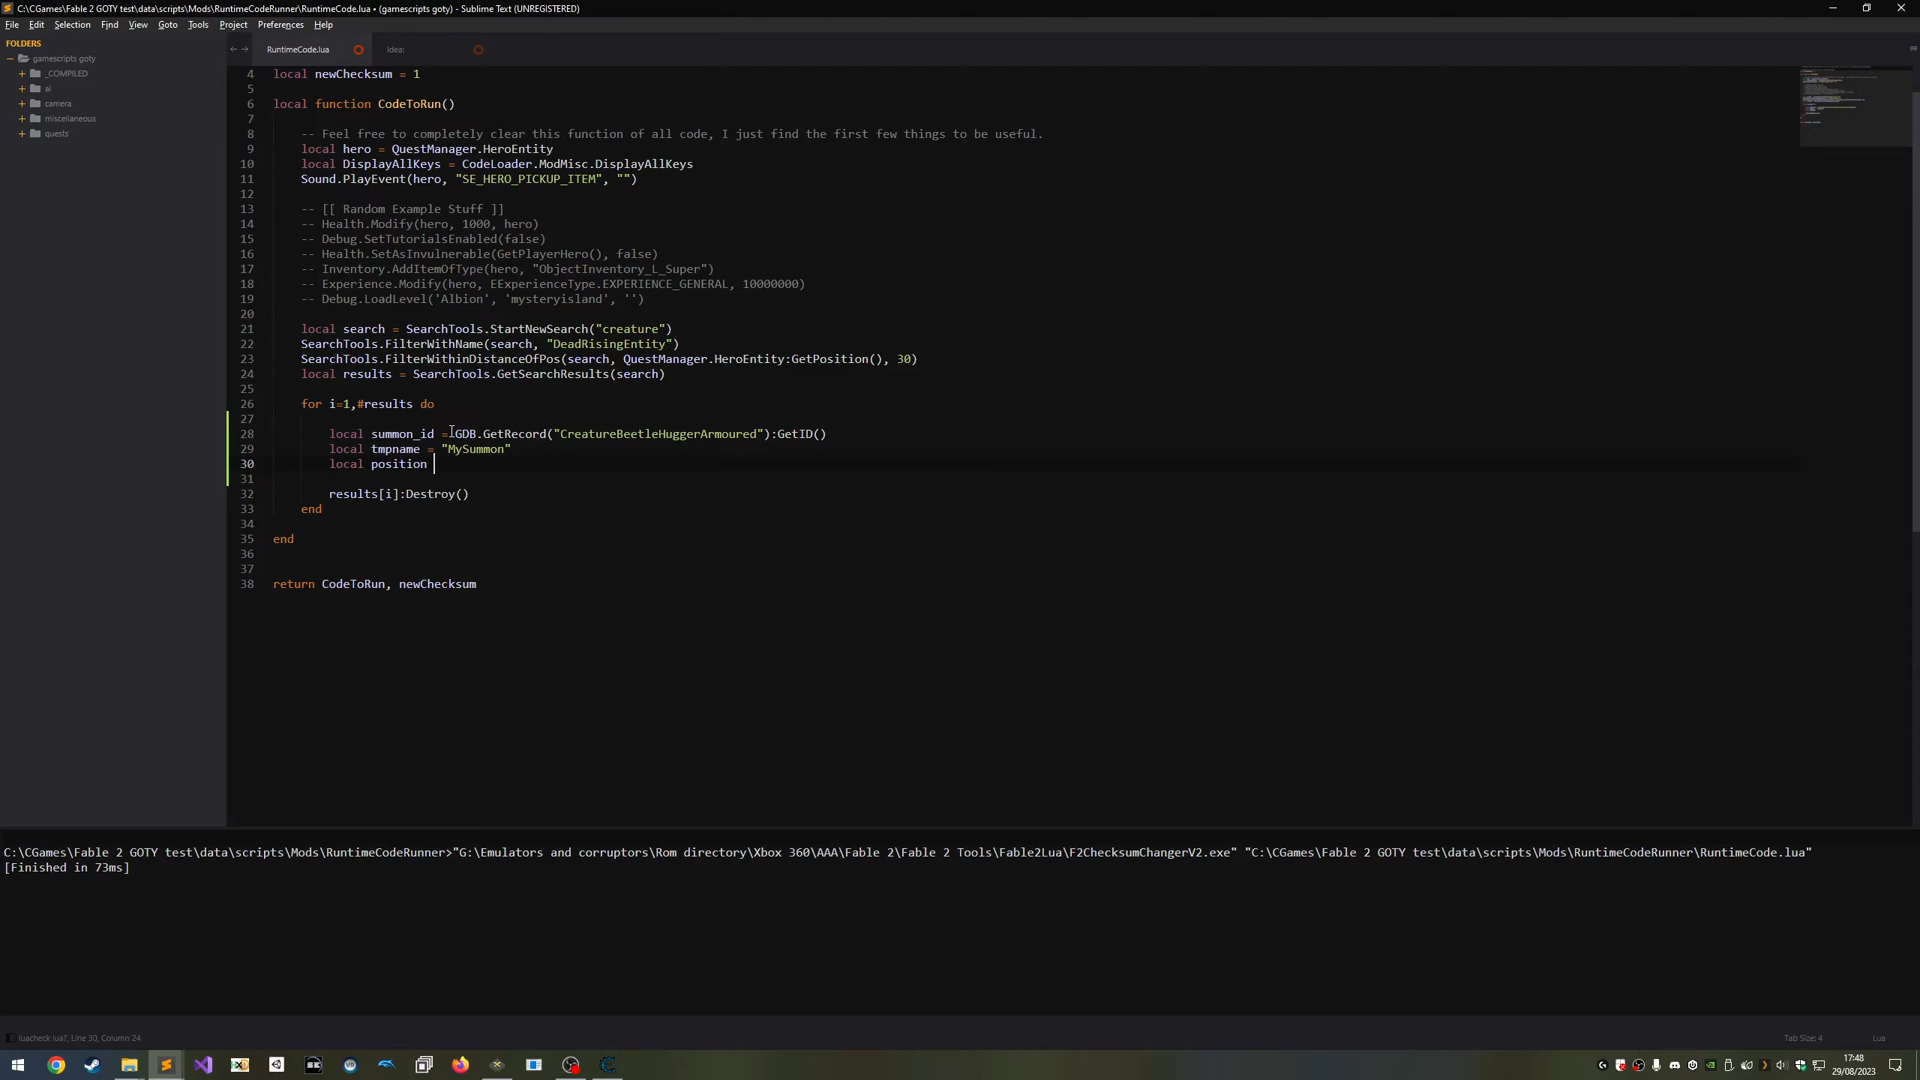 C:\CGames\Fable 2 GOTY test\data\scripts\Mods\RuntimeCodeRunner\RuntimeCode.lua • (gamescripts goty) - Sublime Text (UNREGISTERED)
File Edit Selection Find View Goto Tools Project Preferences Help
FOLDERS
gamescripts goty
_COMPILED
ai
camera
miscellaneous
quests
RuntimeCode.lua
Idea:
4 local newChecksum = 1
5
6 local function CodeToRun()
7
8 -- Feel free to completely clear this function of all code, I just find the first few things to be useful.
9 local hero = QuestManager.HeroEntity
10 local DisplayAllKeys = CodeLoader.ModMisc.DisplayAllKeys
11 Sound.PlayEvent(hero, "SE_HERO_PICKUP_ITEM", "")
12
13 -- [[ Random Example Stuff ]]
14 -- Health.Modify(hero, 1000, hero)
15 -- Debug.SetTutorialsEnabled(false)
16 -- Health.SetAsInvulnerable(GetPlayerHero(), false)
17 -- Inventory.AddItemOfType(hero, "ObjectInventory_L_Super")
18 -- Experience.Modify(hero, EExperienceType.EXPERIENCE_GENERAL, 10000000)
19 -- Debug.LoadLevel('Albion', 'mysteryisland', '')
20
21 local search = SearchTools.StartNewSearch("creature")
22 SearchTools.FilterWithName(search, "DeadRisingEntity")
23 SearchTools.FilterWithinDistanceOfPos(search, QuestManager.HeroEntity:GetPosition(), 30)
24 local results = SearchTools.GetSearchResults(search)
25
26 for i=1,#results do
27
28 local summon_id = GDB.GetRecord("CreatureBeetleHuggerArmoured"):GetID()
29 local tmpname = "MySummon"
30 local position
31
32 results[i]:Destroy()
33 end
34
35 end
36
37
38 return CodeToRun, newChecksum
C:\CGames\Fable 2 GOTY test\data\scripts\Mods\RuntimeCodeRunner>"G:\Emulators and corruptors\Rom directory\Xbox 360\AAA\Fable 2\Fable 2 Tools\Fable2Lua\F2ChecksumChangerV2.exe" "C:\CGames\Fable 2 GOTY test\data\scripts\Mods\RuntimeCodeRunner\RuntimeCode.lua"
[Finished in 73ms]
luacheck lua?, Line 30, Column 24
Tab Size: 4
Lua
17:48
29/08/2023